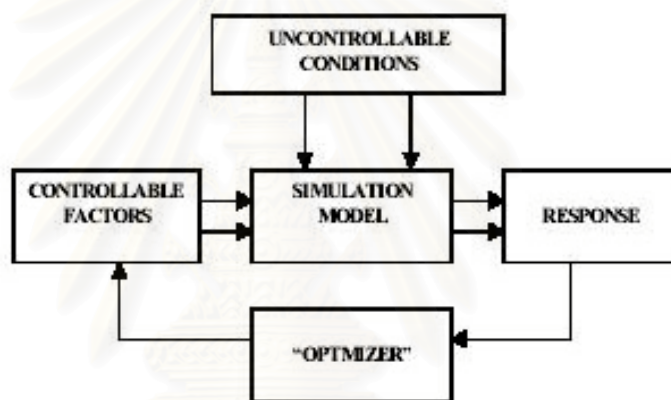 UNCONTROLLABLE
CONDITIONS
CONTROLLABLE
FACTORS
SIMULATION
MODEL
RESPONSE
“OPTMIZER”